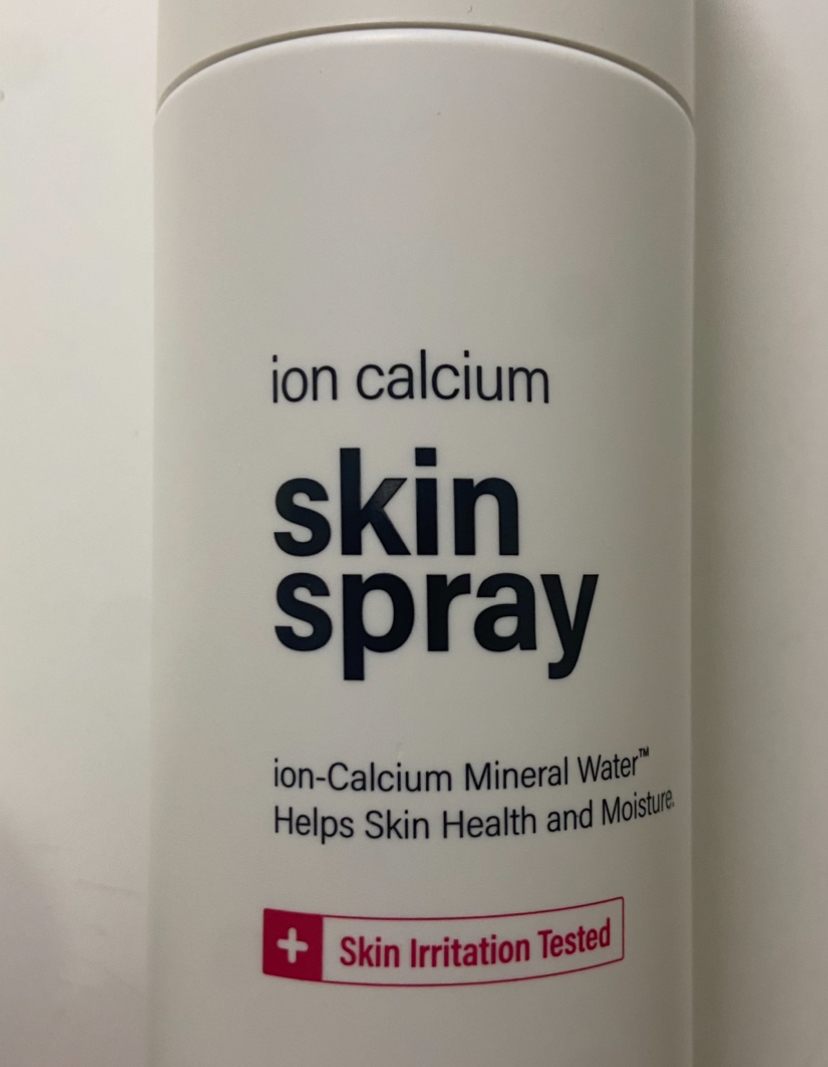 ion calcium
skin
spray
ion-Calcium Mineral Water™
Helps Skin Health and Moisture.
Skin Irritation Tested